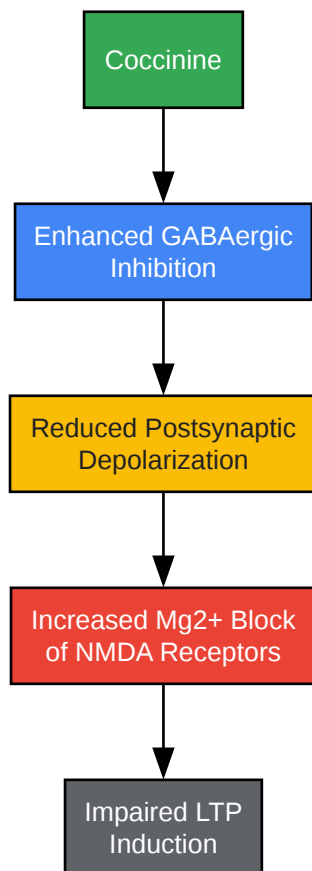 Coccinine
Enhanced GABAergic
Inhibition
Reduced Postsynaptic
Depolarization
Increased Mg2+ Block
of NMDA Receptors
Impaired LTP
Induction